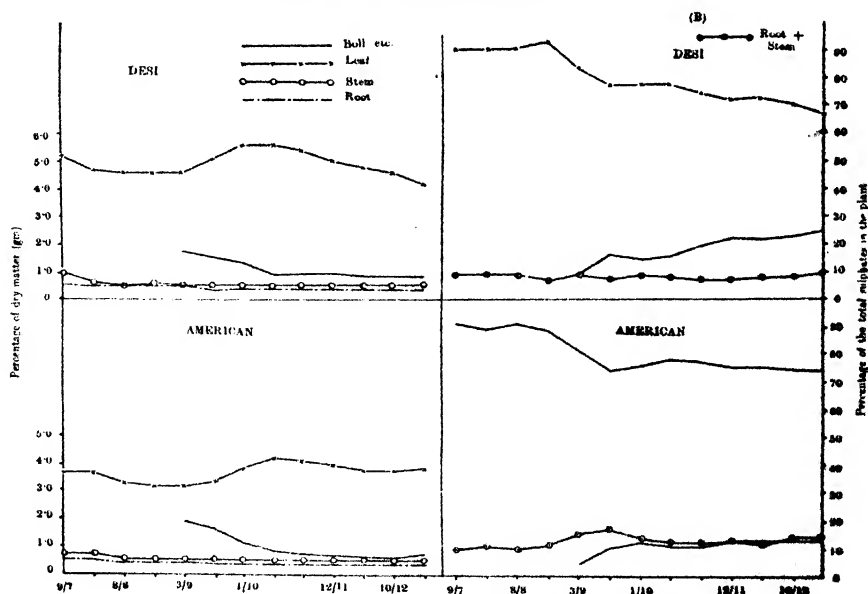 (B)
Boll etc.
Leaf
Stem
Root
DESI
Root +
Stem
DESI
Percentage of dry matter (gm)
6·0
5·0
4·0
3·0
2·0
1·0
0
90
80
70
60
50
40
30
20
10
0
AMERICAN
AMERICAN
5·0
4·0
3·0
2·0
1·0
0
90
80
70
60
50
40
30
20
10
0
Percentage of the total sulphates in the plant
9/7 8/8 3/9 1/10 12/11 10/12
9/7 8/8 3/9 1/10 12/11 10/12